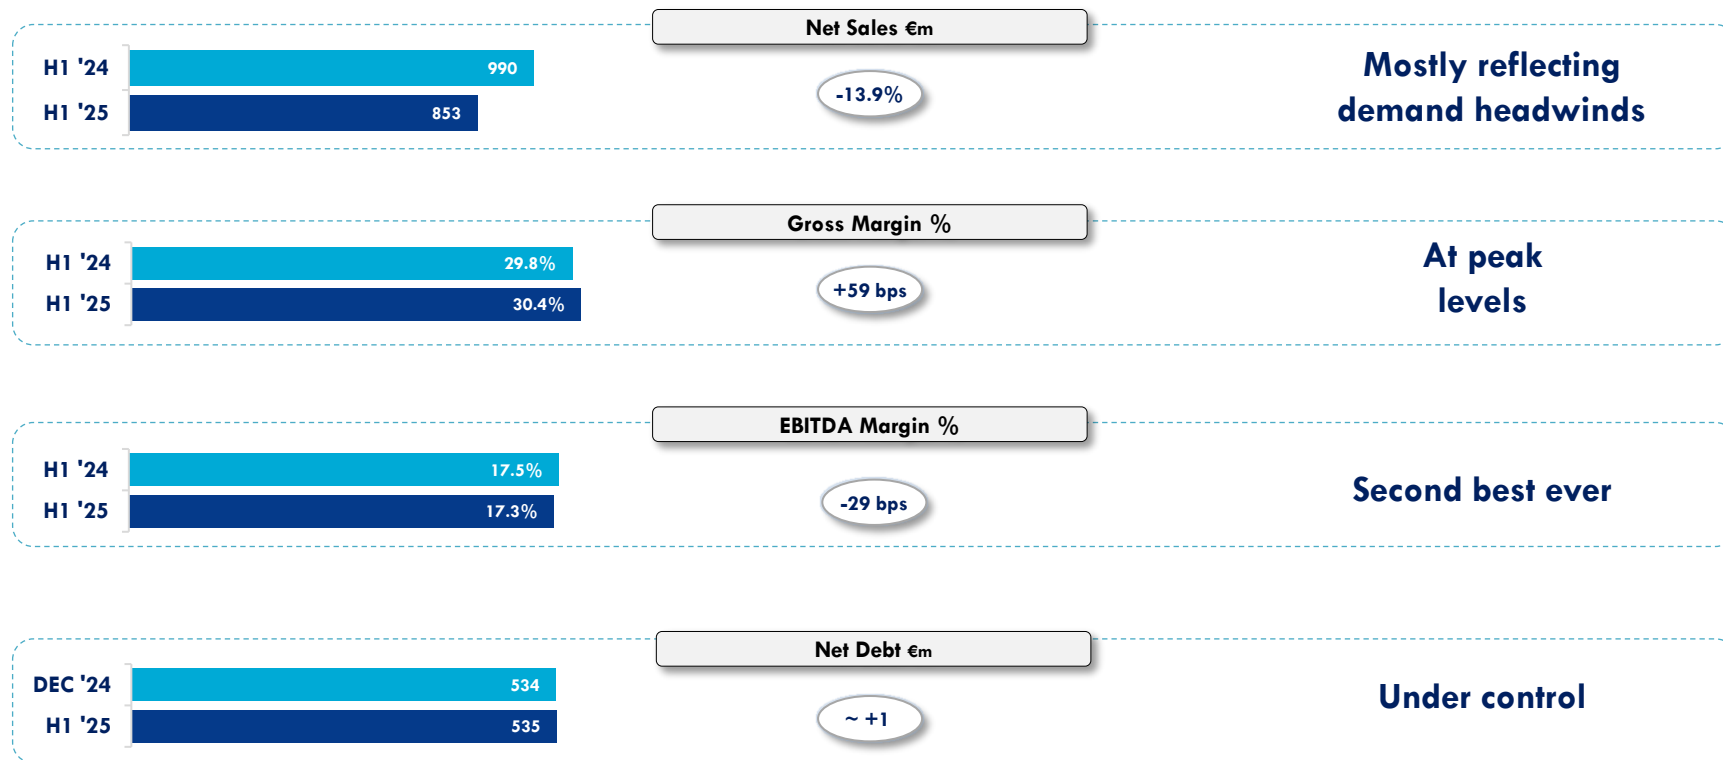 Net Sales €m
H1 '24
990
H1 '25
853
-13.9%
Mostly reflecting
demand headwinds
Gross Margin %
H1 '24
29.8%
H1 '25
30.4%
+59 bps
At peak
levels
EBITDA Margin %
H1 '24
17.5%
H1 '25
17.3%
-29 bps
Second best ever
Net Debt €m
DEC '24
534
H1 '25
535
~ +1
Under control